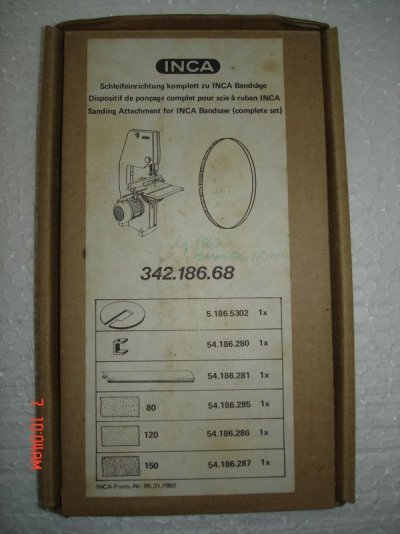 INCA
Schleifeinrichtung komplett zu INCA Bandsäge
Dispositif de ponçage complet pour scie à ruban INCA
Sanding Attachment for INCA Bandsaw (complete set)
342.186.68
5.186.5302 1x
54.186.280 1x
54.186.281 1x
80 54.186.285 1x
120 54.186.286 1x
150 54.186.287 1x
INCA-Form.-Nr. 85.31.7892